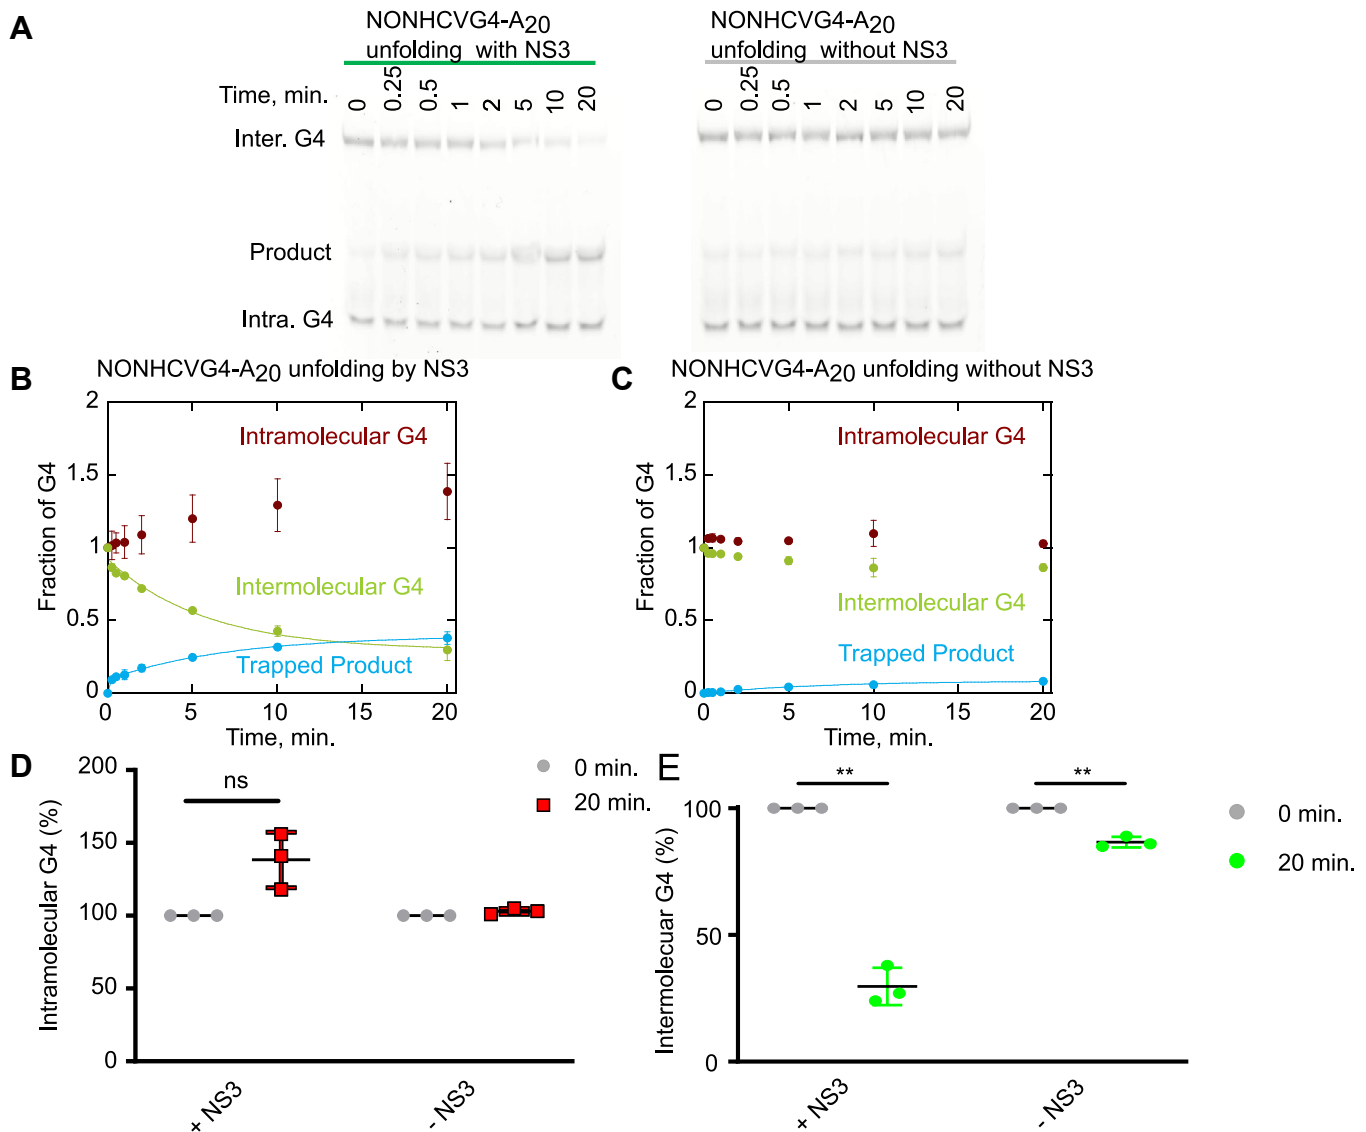 A
NONHCVG4-A20
unfolding with NS3
NONHCVG4-A20
unfolding without NS3
Time, min.
0 0.25 0.5 1 2 5 10 20
0 0.25 0.5 1 2 5 10 20
Inter. G4
Product
Intra. G4
B
NONHCVG4-A20 unfolding by NS3
2
1.5
1
0.5
0
Fraction of G4
Intramolecular G4
Intermolecular G4
Trapped Product
0 5 10 15 20
Time, min.
C
NONHCVG4-A20 unfolding without NS3
2
1.5
1
0.5
0
Fraction of G4
Intramolecular G4
Intermolecular G4
Trapped Product
0 5 10 15 20
Time, min.
D
200
150
100
50
0
Intramolecular G4 (%)
ns
0 min.
20 min.
+ NS3
- NS3
E
100
50
0
Intermolecuar G4 (%)
**
**
0 min.
20 min.
+ NS3
- NS3